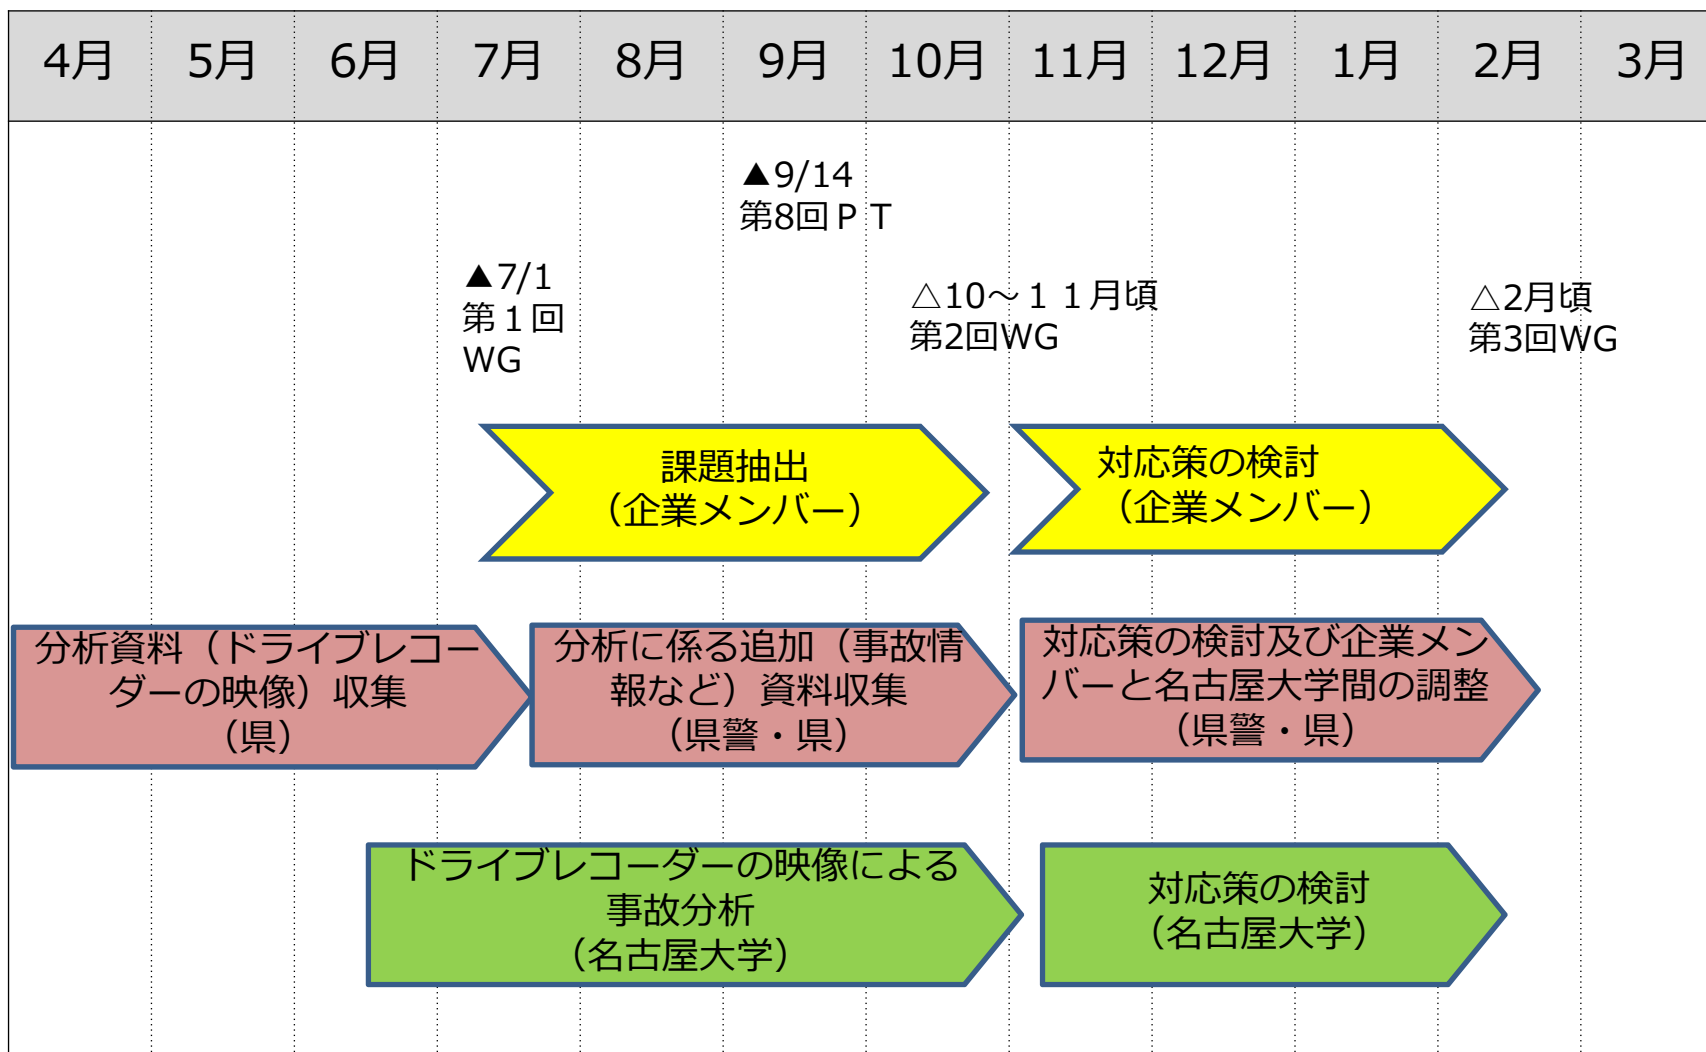 4月 5月 6月 7月 8月 9月 10月 11月 12月 1月 2月 3月
▲9/14
第8回ＰＴ
▲7/1
第１回
WG
△10～１１月頃
第2回WG
△2月頃
第3回WG
課題抽出
（企業メンバー）
対応策の検討
（企業メンバー）
分析資料（ドライブレコー
ダーの映像）収集
（県）
分析に係る追加（事故情
報など）資料収集
（県警・県）
対応策の検討及び企業メン
バーと名古屋大学間の調整
（県警・県）
ドライブレコーダーの映像による
事故分析
（名古屋大学）
対応策の検討
（名古屋大学）